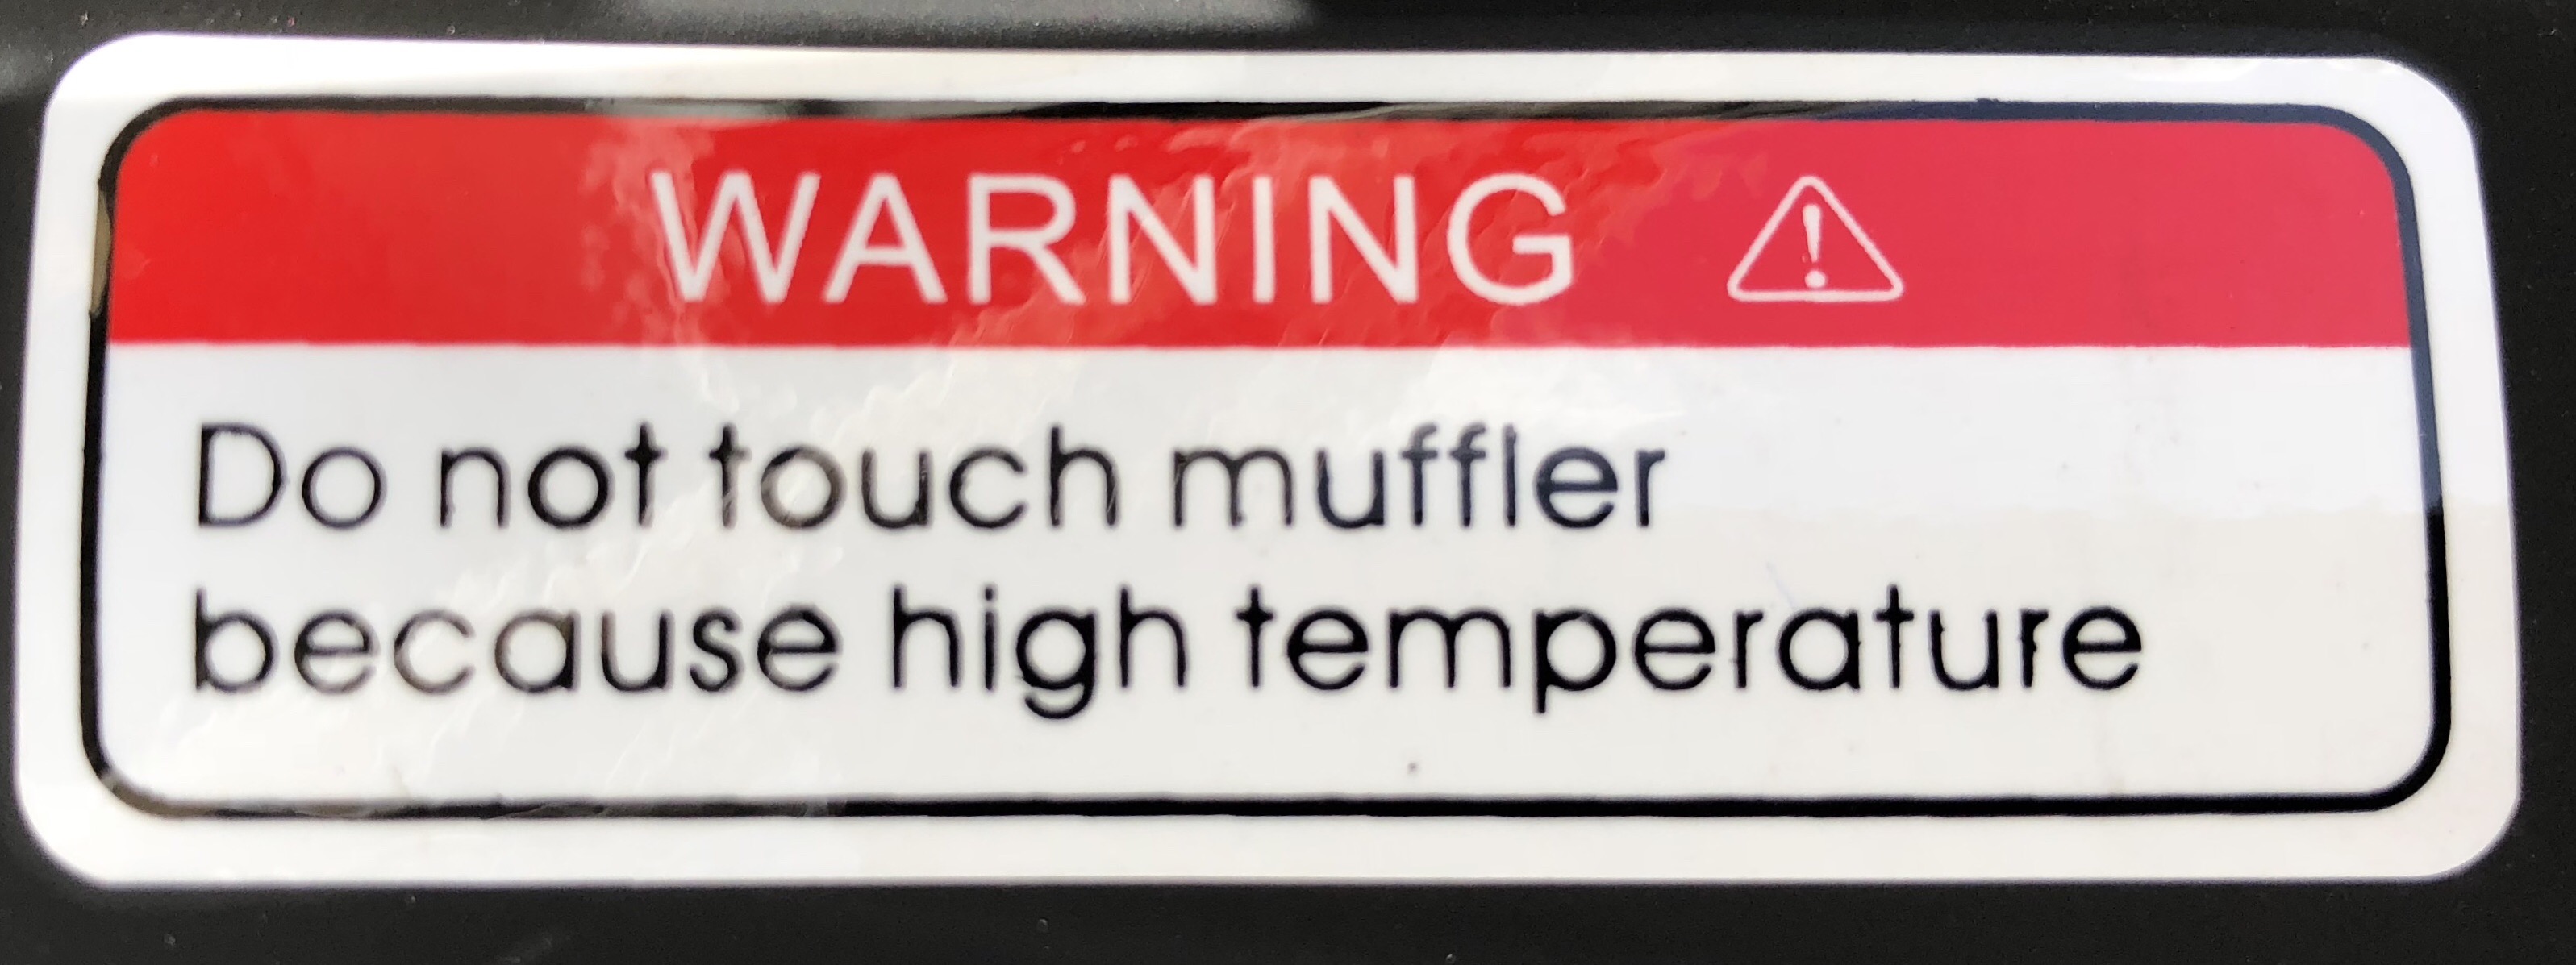 WARNING
Do not touch muffler
because high temperature